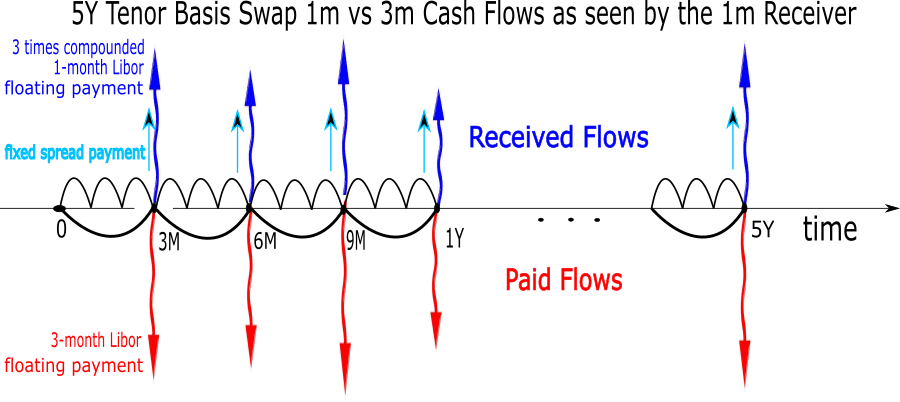 5Y Tenor Basis Swap 1m vs 3m Cash Flows as seen by the 1m Receiver
3 times compounded
1-month Libor
floating payment
fixed spread payment
Received Flows
0
3M
6M
9M
1Y
. . .
5Y
time
Paid Flows
3-month Libor
floating payment